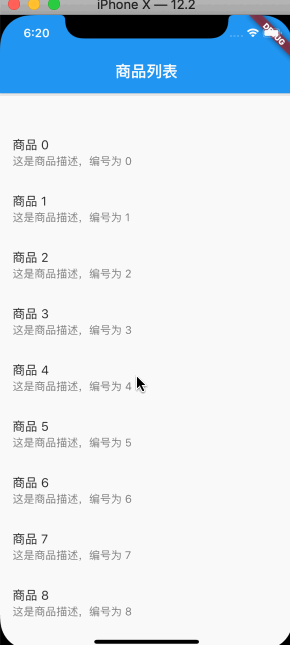 iPhone X — 12.2
6:20
DEBUG
商品列表
商品 0
这是商品描述，编号为 0
商品 1
这是商品描述，编号为 1
商品 2
这是商品描述，编号为 2
商品 3
这是商品描述，编号为 3
商品 4
这是商品描述，编号为 4
商品 5
这是商品描述，编号为 5
商品 6
这是商品描述，编号为 6
商品 7
这是商品描述，编号为 7
商品 8
这是商品描述，编号为 8